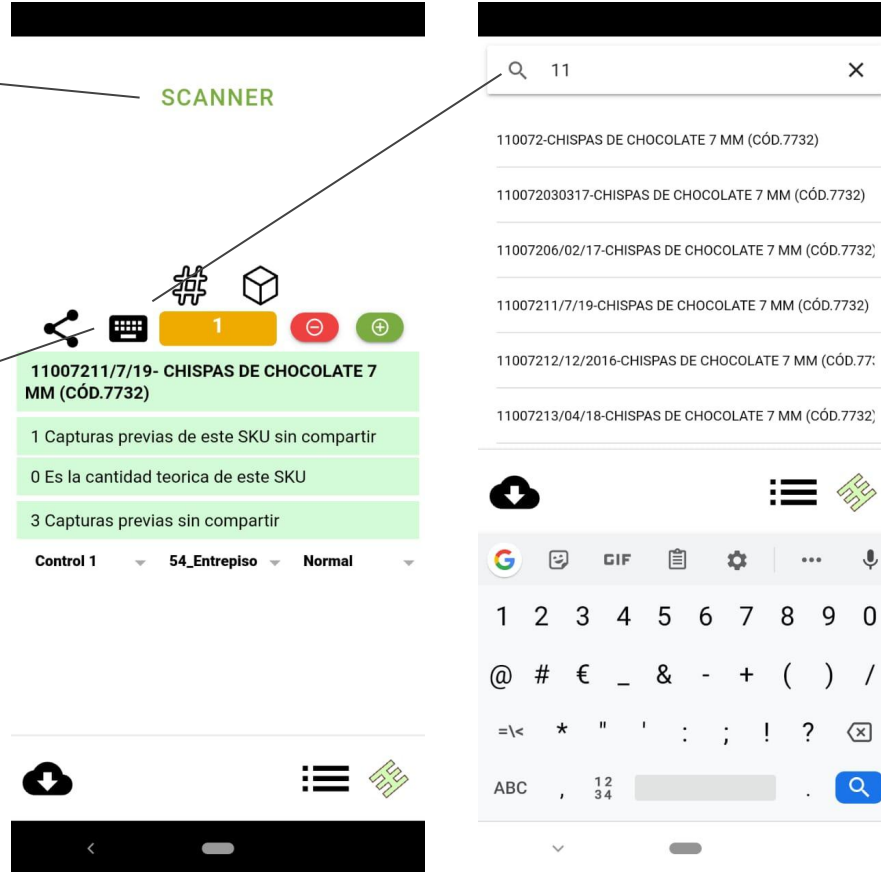 SCANNER
1
11007211/7/19- CHISPAS DE CHOCOLATE 7
MM (CÓD.7732)
1 Capturas previas de este SKU sin compartir
0 Es la cantidad teorica de este SKU
3 Capturas previas sin compartir
Control 1 54_Entrepiso Normal
11
110072-CHISPAS DE CHOCOLATE 7 MM (CÓD.7732)
110072030317-CHISPAS DE CHOCOLATE 7 MM (CÓD.7732)
11007206/02/17-CHISPAS DE CHOCOLATE 7 MM (CÓD.7732)
11007211/7/19-CHISPAS DE CHOCOLATE 7 MM (CÓD.7732)
11007212/12/2016-CHISPAS DE CHOCOLATE 7 MM (CÓD.773
11007213/04/18-CHISPAS DE CHOCOLATE 7 MM (CÓD.7732)
G GIF
1 2 3 4 5 6 7 8 9 0
@ # € _ & - + ( ) /
=\< * " ' : ; ! ?
ABC , 12 34 .